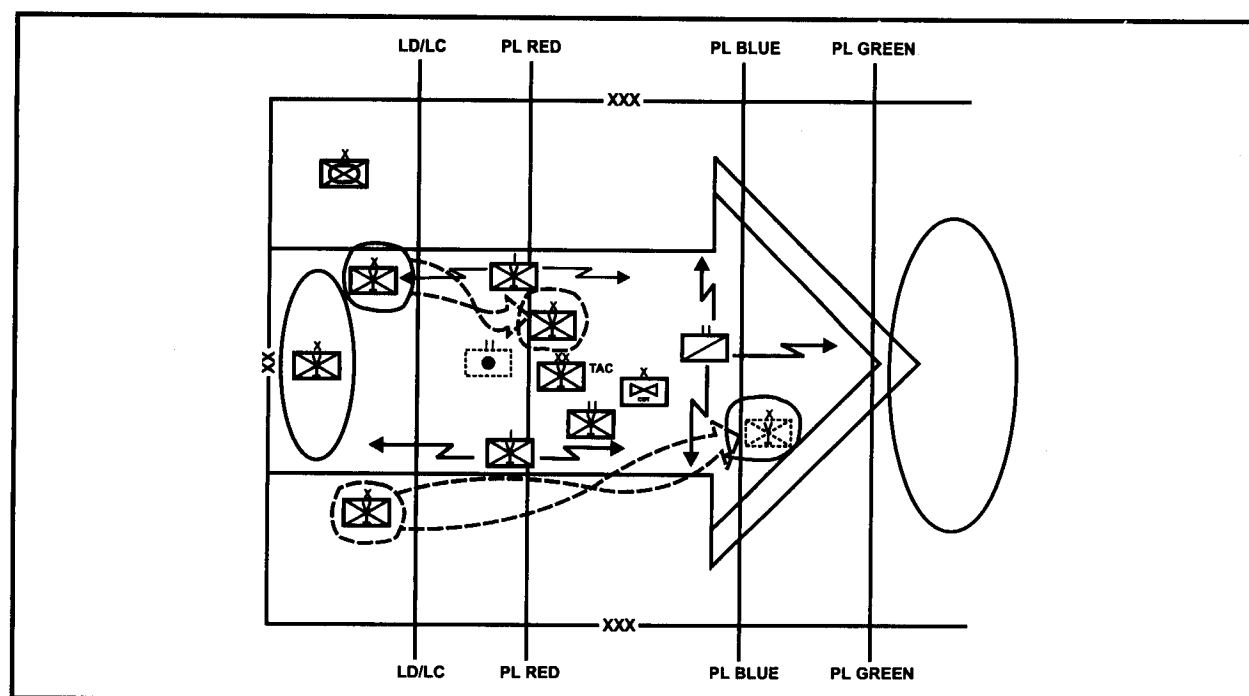 LD/LC PL RED PL BLUE PL GREEN
XXX
X
X
I
X
X
XX
II
XX TAC
II
X
II
X
I
X
XXX
LD/LC PL RED PL BLUE PL GREEN